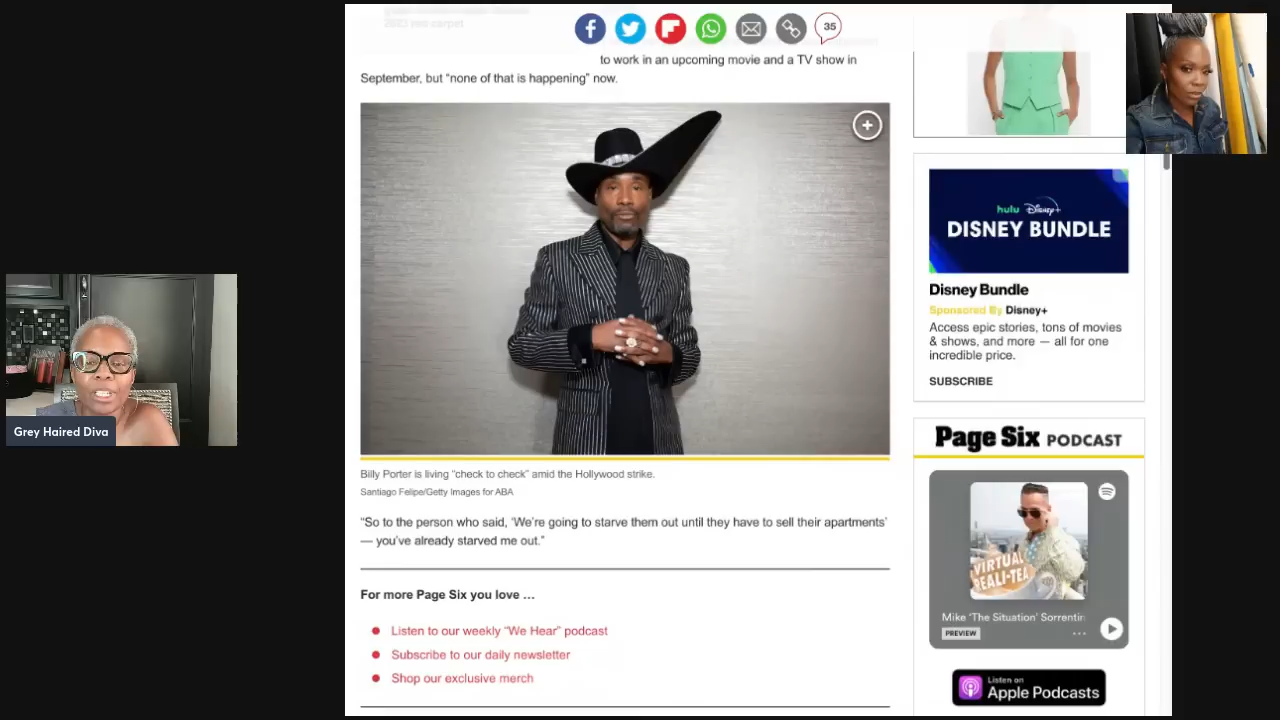 2023 red carpet
35
to work in an upcoming movie and a TV show in
September, but “none of that is happening” now.
Billy Porter is living “check to check” amid the Hollywood strike.
Santiago Felipe/Getty Images for ABA
“So to the person who said, ‘We’re going to starve them out until they have to sell their apartments’
— you’ve already starved me out.”
For more Page Six you love …
Listen to our weekly “We Hear” podcast
Subscribe to our daily newsletter
Shop our exclusive merch
hulu Disney+
DISNEY BUNDLE
Disney Bundle
Sponsored By Disney+
Access epic stories, tons of movies
& shows, and more — all for one
incredible price.
SUBSCRIBE
Page Six PODCAST
VIRTUAL
REALI-TEA
Mike ‘The Situation’ Sorrentin
PREVIEW
Listen on
Apple Podcasts
Grey Haired Diva